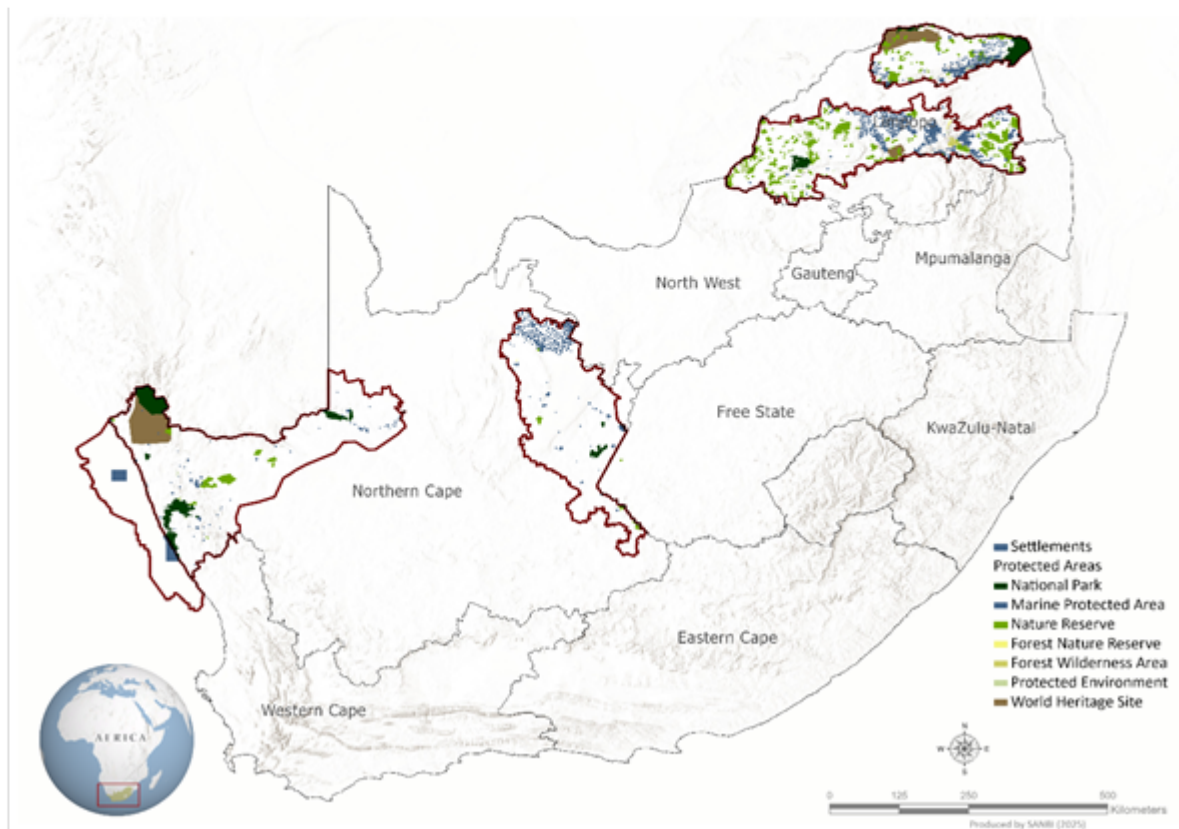 Limpopo
Mpumalanga
North West
Gauteng
Free State
KwaZulu-Natal
Northern Cape
Eastern Cape
Western Cape
Settlements
Protected Areas
National Park
Marine Protected Area
Nature Reserve
Forest Nature Reserve
Forest Wilderness Area
Protected Environment
World Heritage Site
AFRICA
N
W E
S
0 125 250 500
Kilometers
Produced by SANBI (2025)